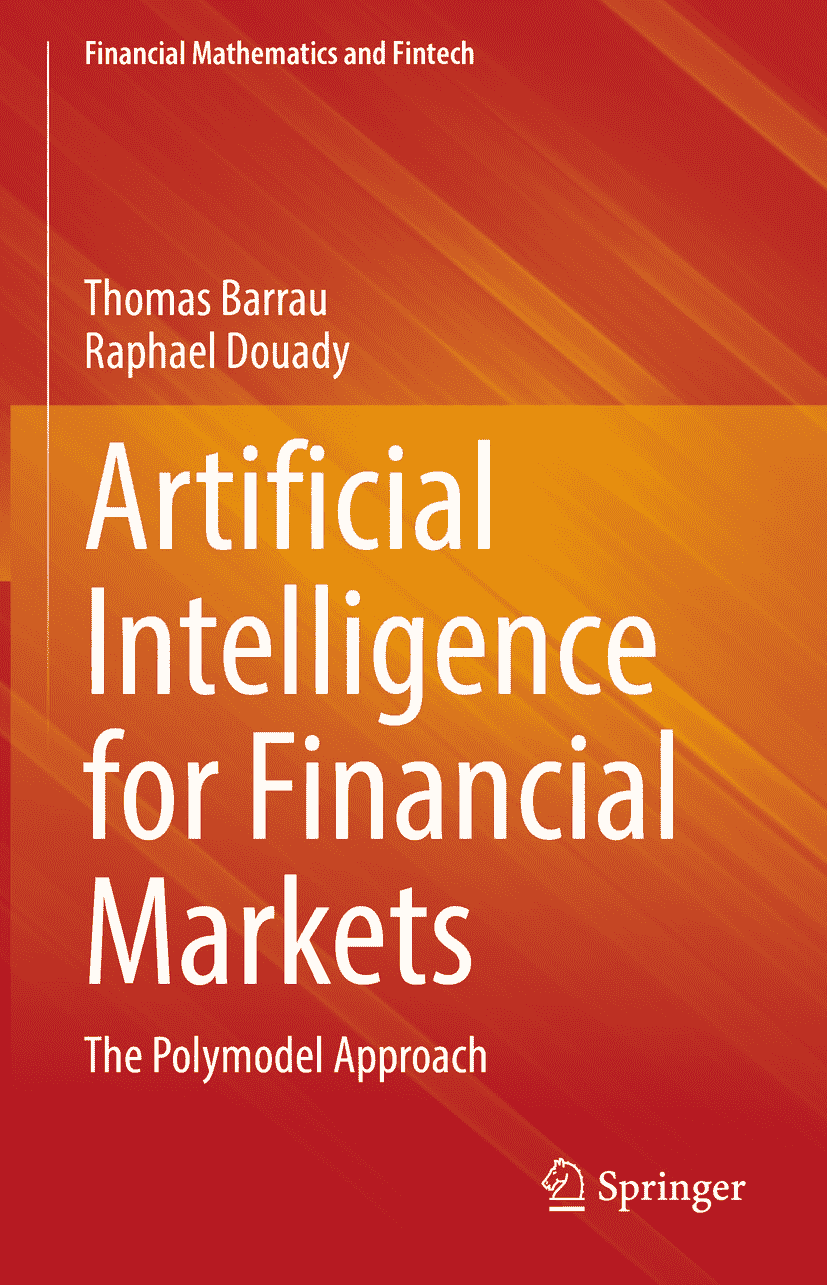 Financial Mathematics and Fintech
Thomas Barrau
Raphael Douady
Artificial
Intelligence
for Financial
Markets
The Polymodel Approach
Springer